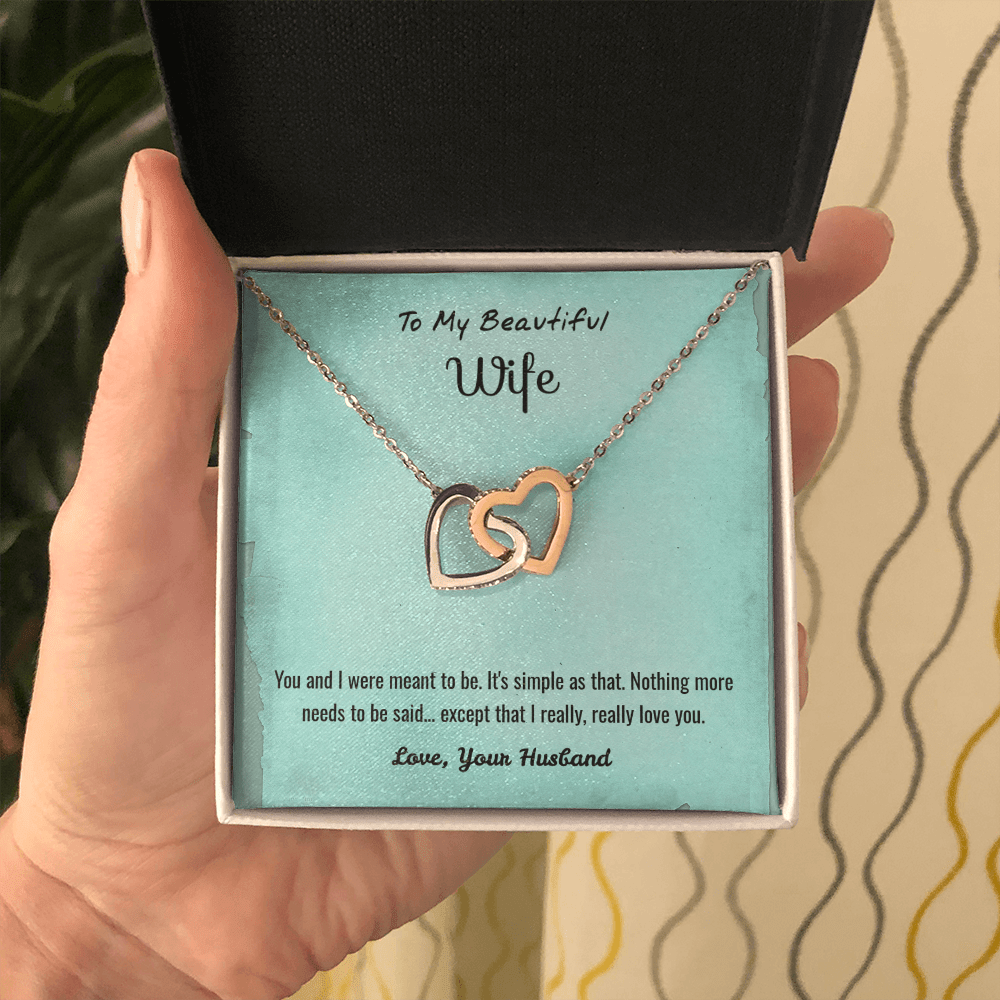 To My Beautiful
Wife
You and I were meant to be. It's simple as that. Nothing more
needs to be said... except that I really, really love you.
Love, Your Husband